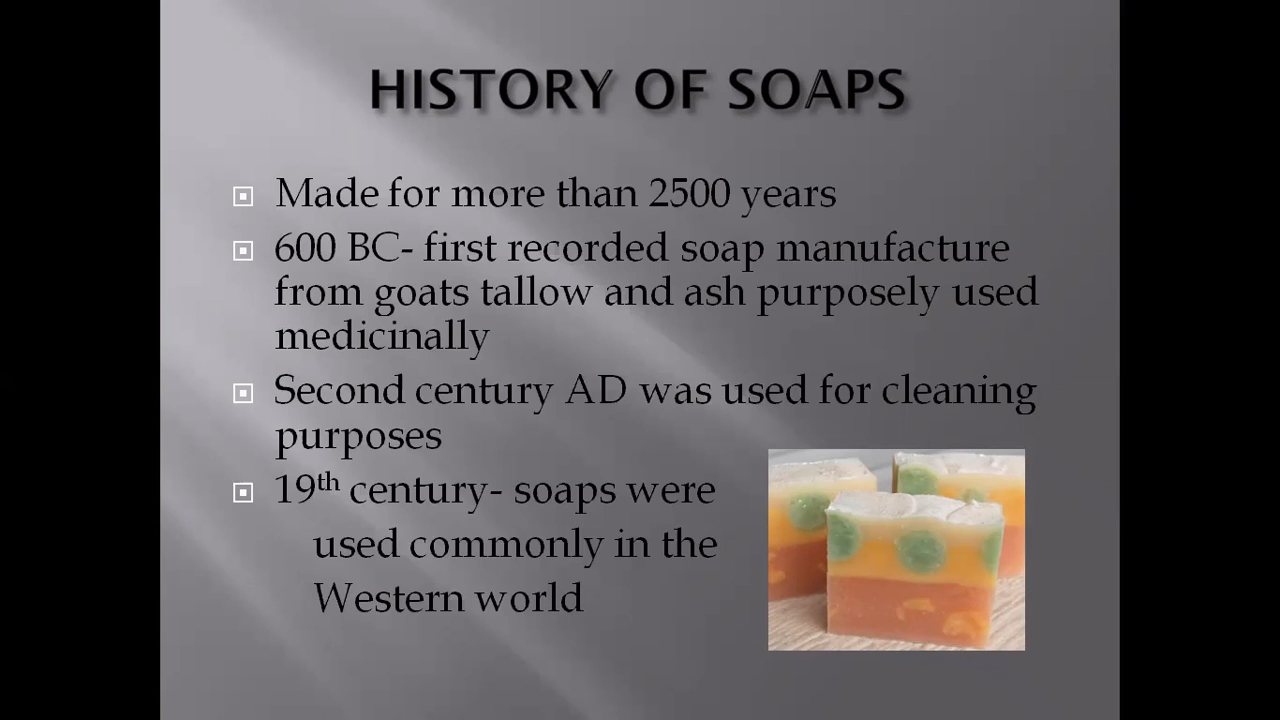 HISTORY OF SOAPS
Made for more than 2500 years
600 BC- first recorded soap manufacture
from goats tallow and ash purposely used
medicinally
Second century AD was used for cleaning
purposes
19th century- soaps were
used commonly in the
Western world